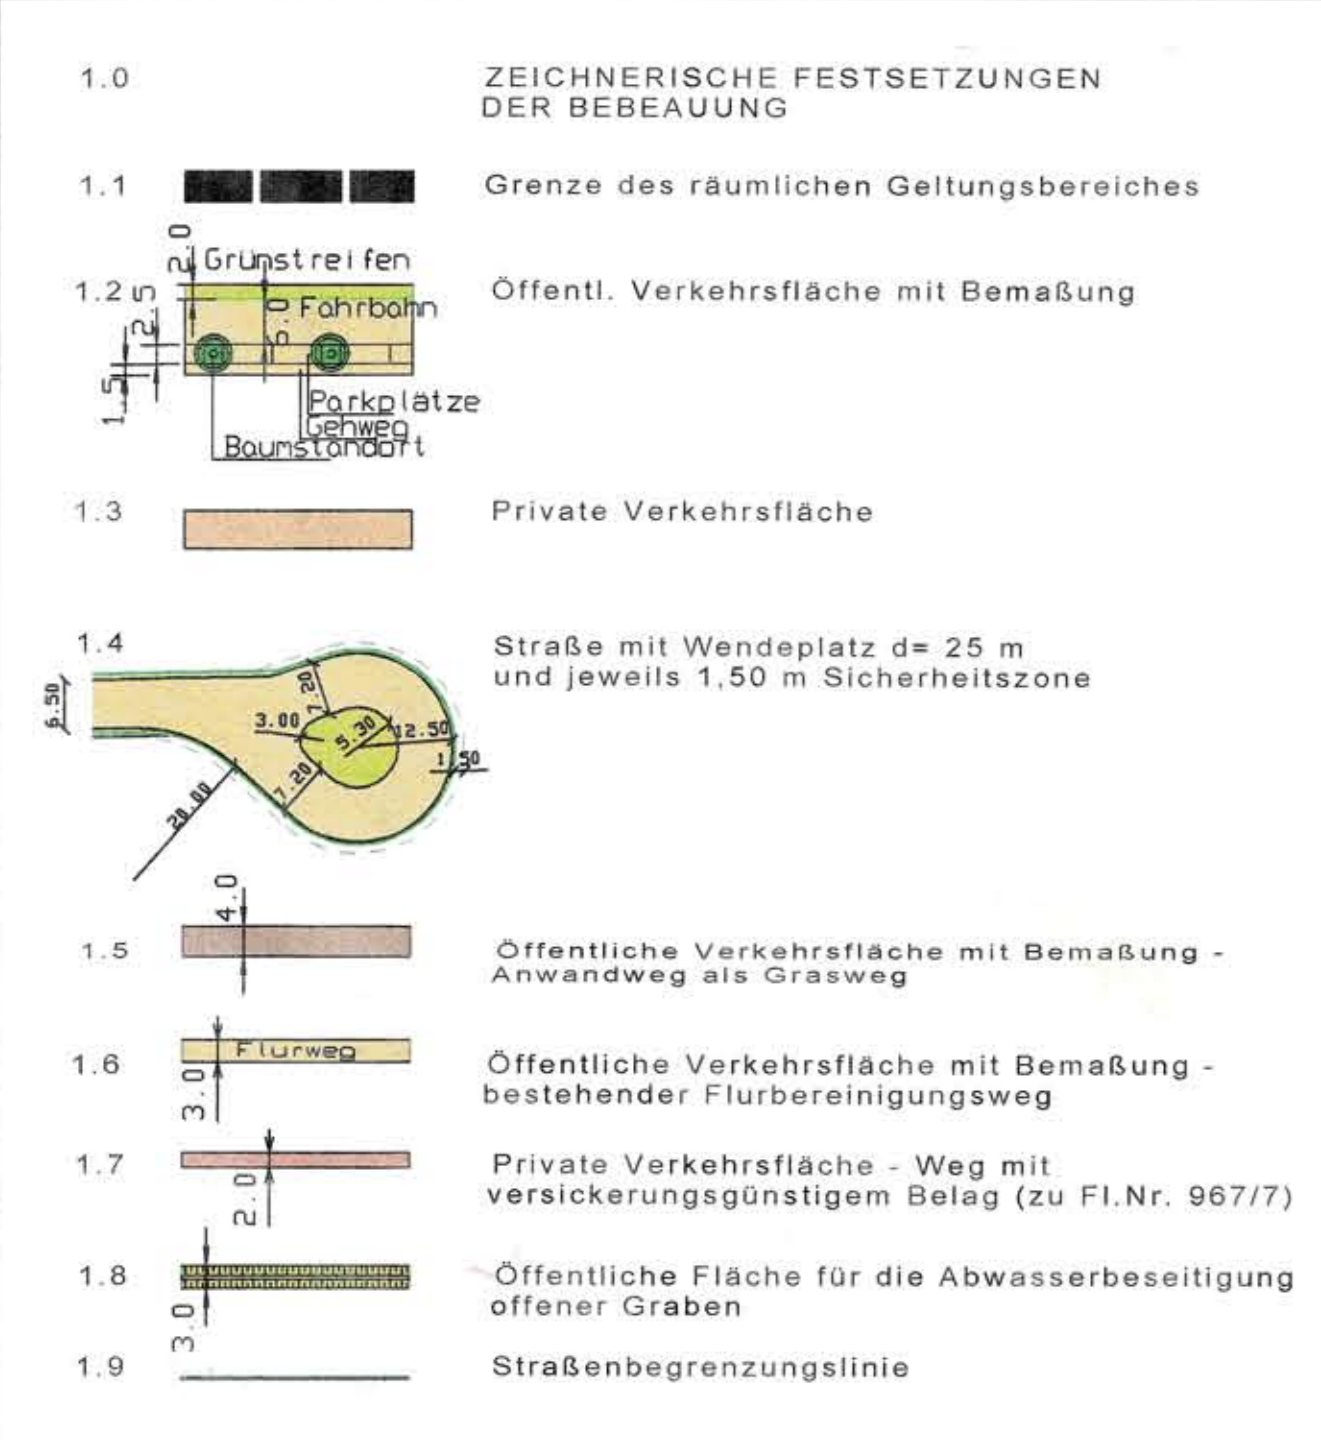 1.0
ZEICHNERISCHE FESTSETZUNGEN
DER BEBEAUUNG
1.1
Grenze des räumlichen Geltungsbereiches
1.2
2.0
Grünstreifen
2.5
Fahrbahn
1.5
Parkplätze
Gehweg
Baumstandort
Öffentl. Verkehrsfläche mit Bemaßung
1.3
Private Verkehrsfläche
1.4
6.50
7.20
3.00
5.30
12.50
1.50
7.20
20.00
Straße mit Wendeplatz d= 25 m
und jeweils 1,50 m Sicherheitszone
1.5
4.0
Öffentliche Verkehrsfläche mit Bemaßung -
Anwandweg als Grasweg
1.6
Flurweg
3.0
Öffentliche Verkehrsfläche mit Bemaßung -
bestehender Flurbereinigungsweg
1.7
2.0
Private Verkehrsfläche - Weg mit
versickerungsgünstigem Belag (zu Fl.Nr. 967/7)
1.8
3.0
Öffentliche Fläche für die Abwasserbeseitigung
offener Graben
1.9
Straßenbegrenzungslinie